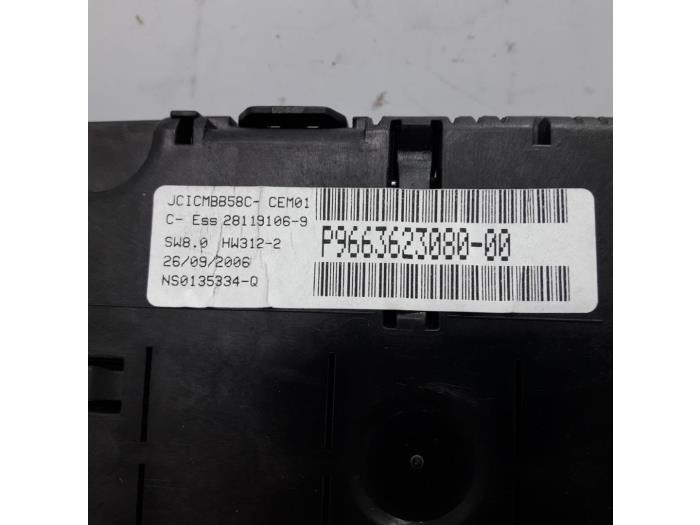 JCICMBB58C- CEM01
C- Ess 28119106-9
SW8.0 HW312-2
26/09/2006
NS0135334-Q
P9663623080-00